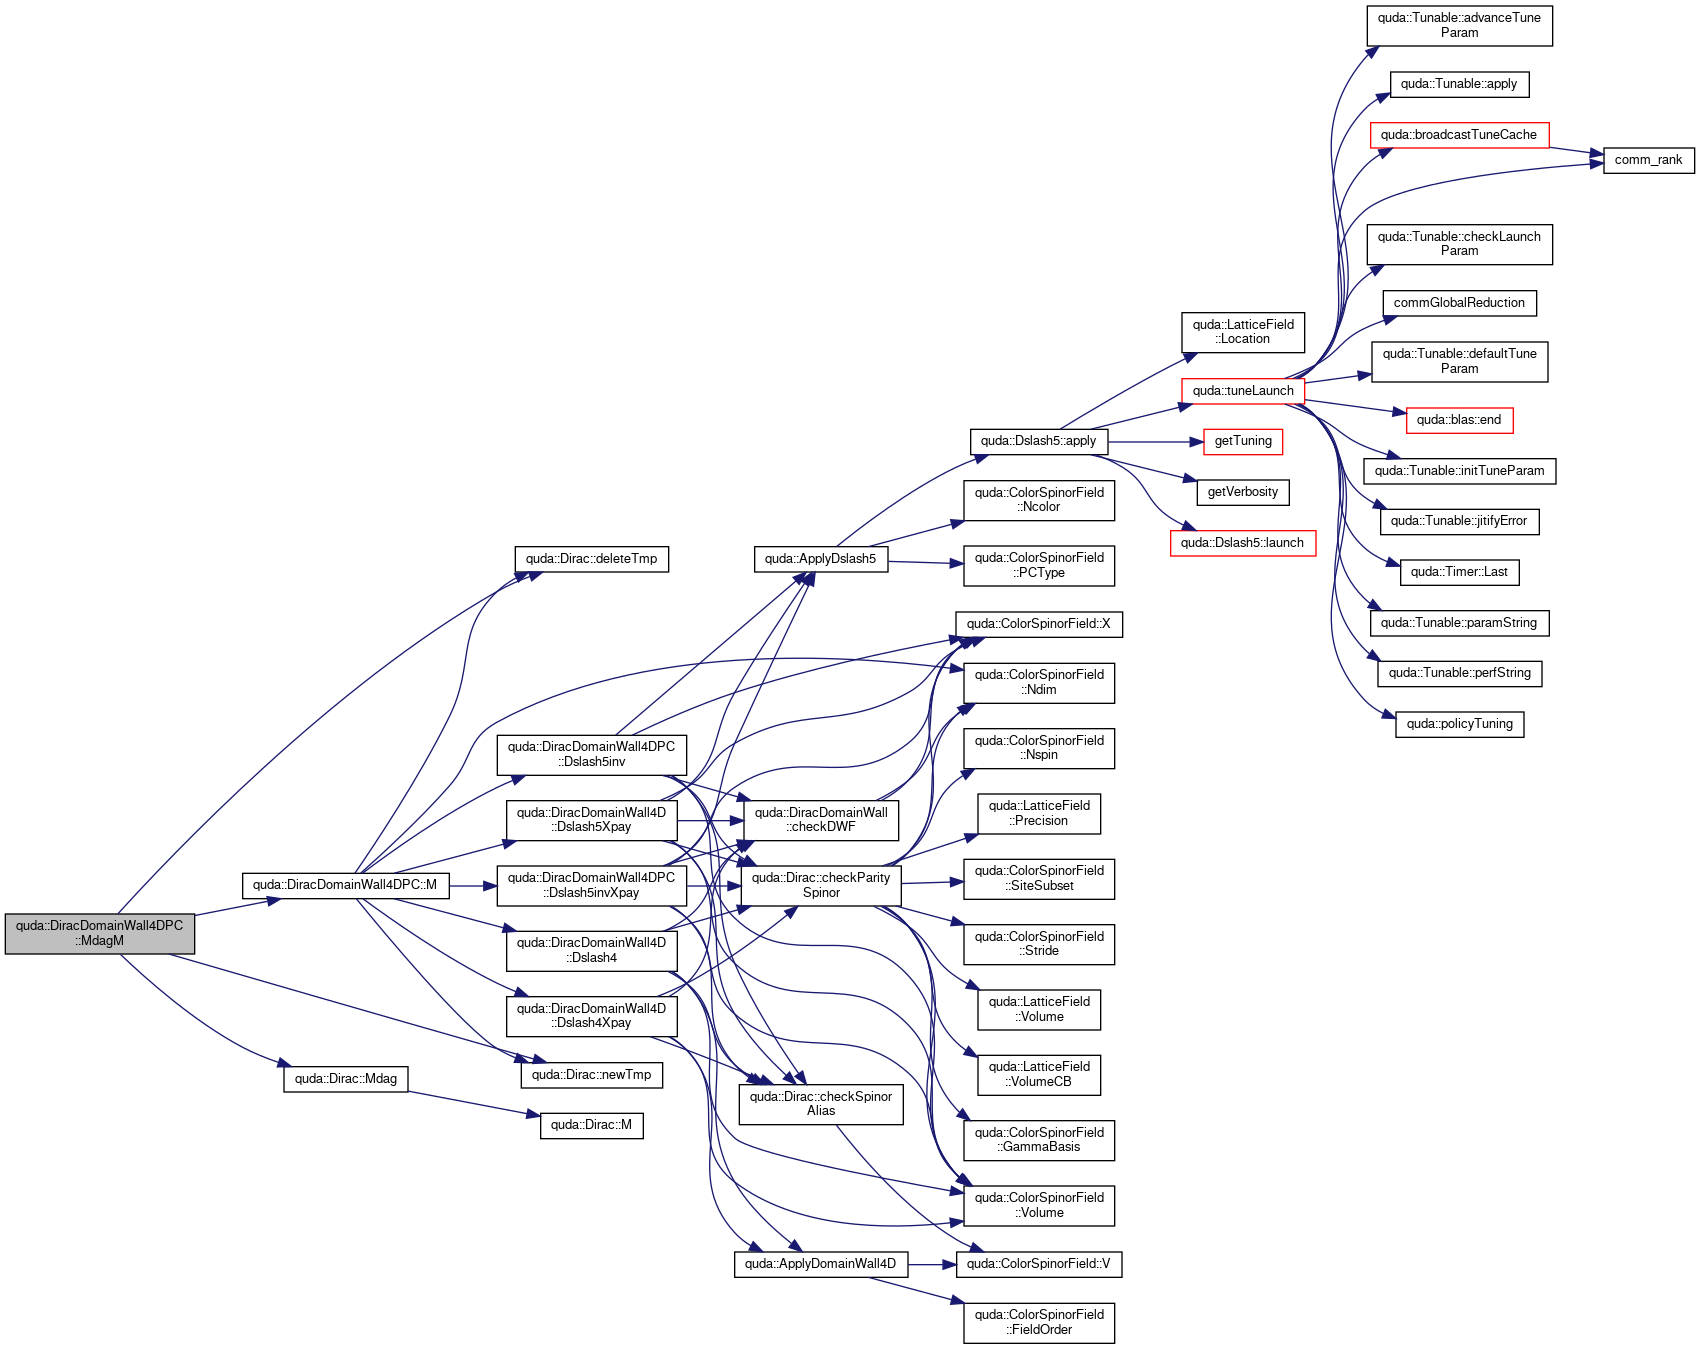 quda::DiracDomainWall4DPC
::MdagM
quda::DiracDomainWall4DPC::M
quda::Dirac::Mdag
quda::Dirac::deleteTmp
quda::DiracDomainWall4DPC
::Dslash5inv
quda::DiracDomainWall4D
::Dslash5Xpay
quda::DiracDomainWall4DPC
::Dslash5invXpay
quda::DiracDomainWall4D
::Dslash4
quda::DiracDomainWall4D
::Dslash4Xpay
quda::Dirac::newTmp
quda::Dirac::M
quda::ApplyDslash5
quda::DiracDomainWall
::checkDWF
quda::Dirac::checkParity
Spinor
quda::Dirac::checkSpinor
Alias
quda::ApplyDomainWall4D
quda::Dslash5::apply
quda::ColorSpinorField
::Ncolor
quda::ColorSpinorField
::PCType
quda::ColorSpinorField::X
quda::ColorSpinorField
::Ndim
quda::ColorSpinorField
::Nspin
quda::LatticeField
::Precision
quda::ColorSpinorField
::SiteSubset
quda::ColorSpinorField
::Stride
quda::LatticeField
::Volume
quda::LatticeField
::VolumeCB
quda::ColorSpinorField
::GammaBasis
quda::ColorSpinorField
::Volume
quda::ColorSpinorField::V
quda::ColorSpinorField
::FieldOrder
quda::LatticeField
::Location
quda::tuneLaunch
getTuning
getVerbosity
quda::Dslash5::launch
quda::Tunable::advanceTune
Param
quda::Tunable::apply
quda::broadcastTuneCache
quda::Tunable::checkLaunch
Param
commGlobalReduction
quda::Tunable::defaultTune
Param
quda::blas::end
quda::Tunable::initTuneParam
quda::Tunable::jitifyError
quda::Timer::Last
quda::Tunable::paramString
quda::Tunable::perfString
quda::policyTuning
comm_rank